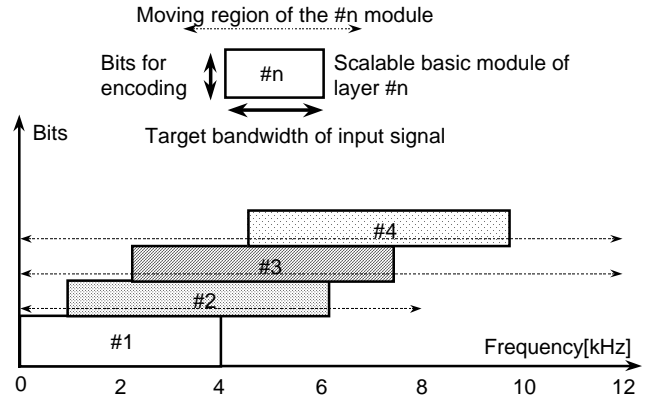 Moving region of the #n module
Bits for
encoding
#n
Scalable basic module of
layer #n
Target bandwidth of input signal
Bits
#4
#3
#2
#1
Frequency[kHz]
0 2 4 6 8 10 12